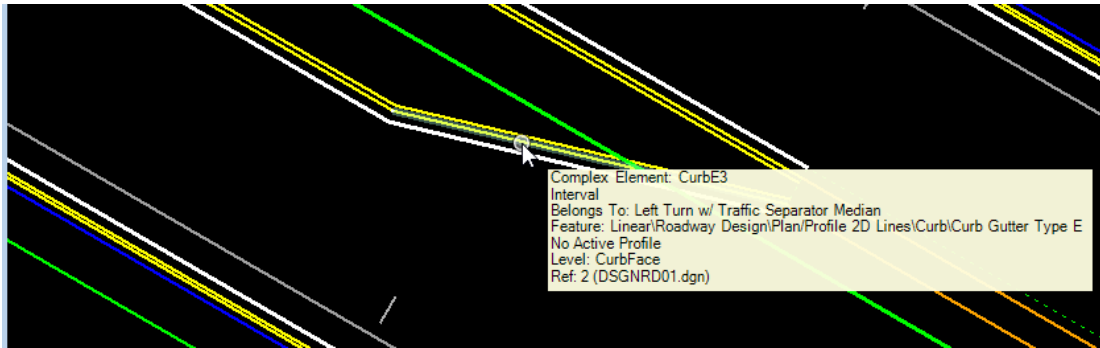 Complex Element: CurbE3
Interval
Belongs To: Left Turn w/ Traffic Separator Median
Feature: Linear\Roadway Design\Plan/Profile 2D Lines\Curb\Curb Gutter Type E
No Active Profile
Level: CurbFace
Ref: 2 (DSGNRD01.dgn)